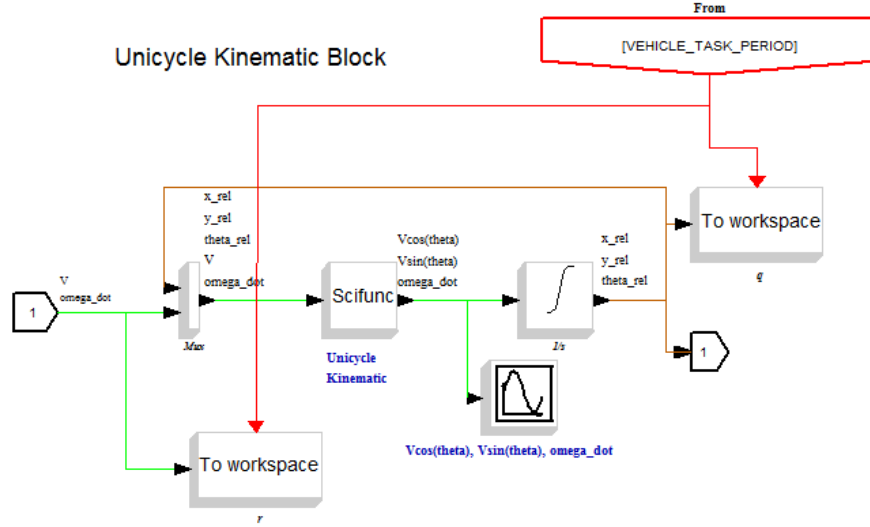 From
[VEHICLE_TASK_PERIOD]
Unicycle Kinematic Block
x_rel
y_rel
theta_rel
V
omega_dot
To workspace
q
Vcos(theta)
Vsin(theta)
omega_dot
x_rel
y_rel
theta_rel
V
omega_dot
1
Mux
Scifunc
1/s
1
Unicycle
Kinematic
Vcos(theta), Vsin(theta), omega_dot
To workspace
r